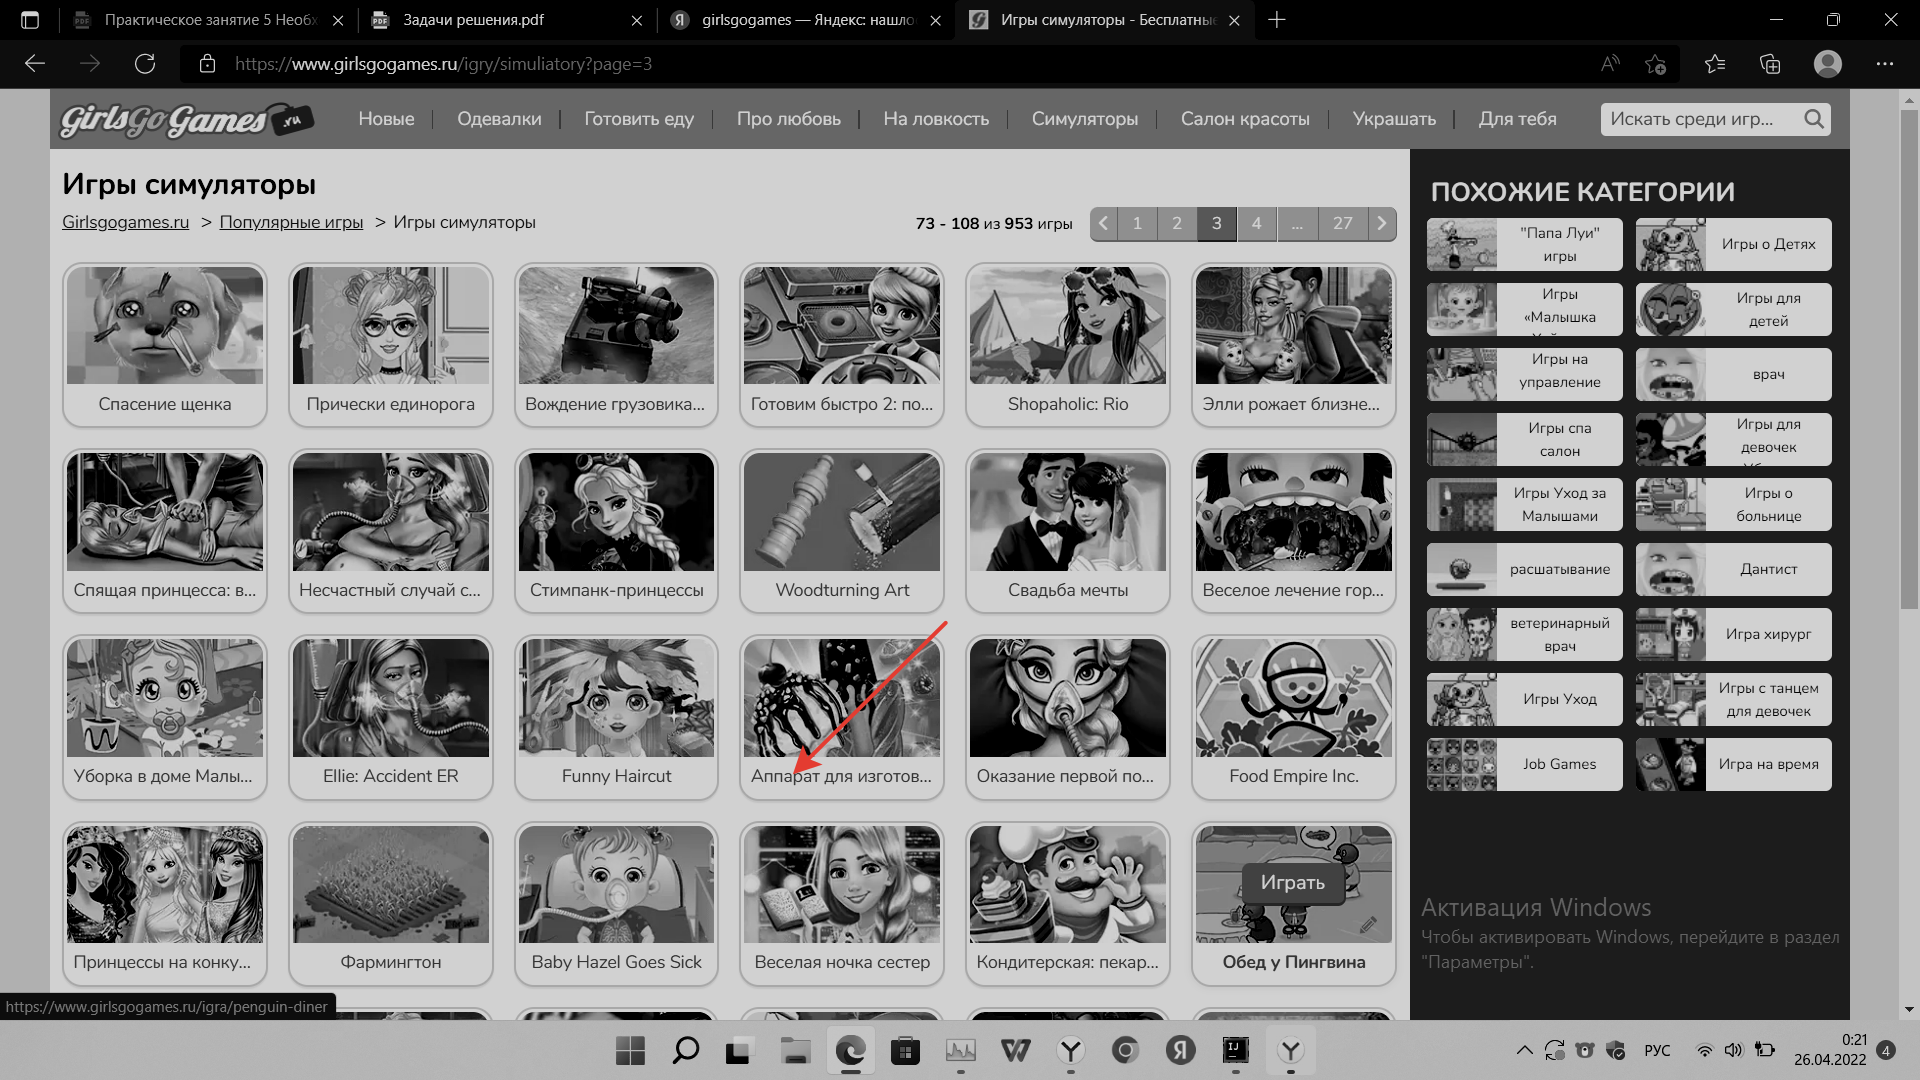 Практическое занятие 5 Необх
Задачи решения.pdf
girlsgogames — Яндекс: нашло
Игры симуляторы - Бесплатные
https://www.girlsgogames.ru/igry/simuliatory?page=3
GirlsGoGames .ru
Новые
Одевалки
Готовить еду
Про любовь
На ловкость
Симуляторы
Салон красоты
Украшать
Для тебя
Искать среди игр...
Игры симуляторы
Girlsgogames.ru > Популярные игры > Игры симуляторы
73 - 108 из 953 игры
1 2 3 4 ... 27
Спасение щенка
Прически единорога
Вождение грузовика...
Готовим быстро 2: по...
Shopaholic: Rio
Элли рожает близне...
Спящая принцесса: в...
Несчастный случай с...
Стимпанк-принцессы
Woodturning Art
Свадьба мечты
Веселое лечение гор...
Уборка в доме Малы...
Ellie: Accident ER
Funny Haircut
Аппарат для изготов...
Оказание первой по...
Food Empire Inc.
Играть
Принцессы на конку...
Фармингтон
Baby Hazel Goes Sick
Веселая ночка сестер
Кондитерская: пекар...
Обед у Пингвина
ПОХОЖИЕ КАТЕГОРИИ
"Папа Луи"
игры
Игры о Детях
Игры
«Малышка
Игры для
детей
Игры на
управление
врач
Игры спа
салон
Игры для
девочек
Игры Уход за
Малышами
Игры о
больнице
расшатывание
Дантист
ветеринарный
врач
Игра хирург
Игры Уход
Игры с танцем
для девочек
Job Games
Игра на время
Активация Windows
Чтобы активировать Windows, перейдите в раздел
"Параметры".
https://www.girlsgogames.ru/igra/penguin-diner
РУС
0:21
26.04.2022
4